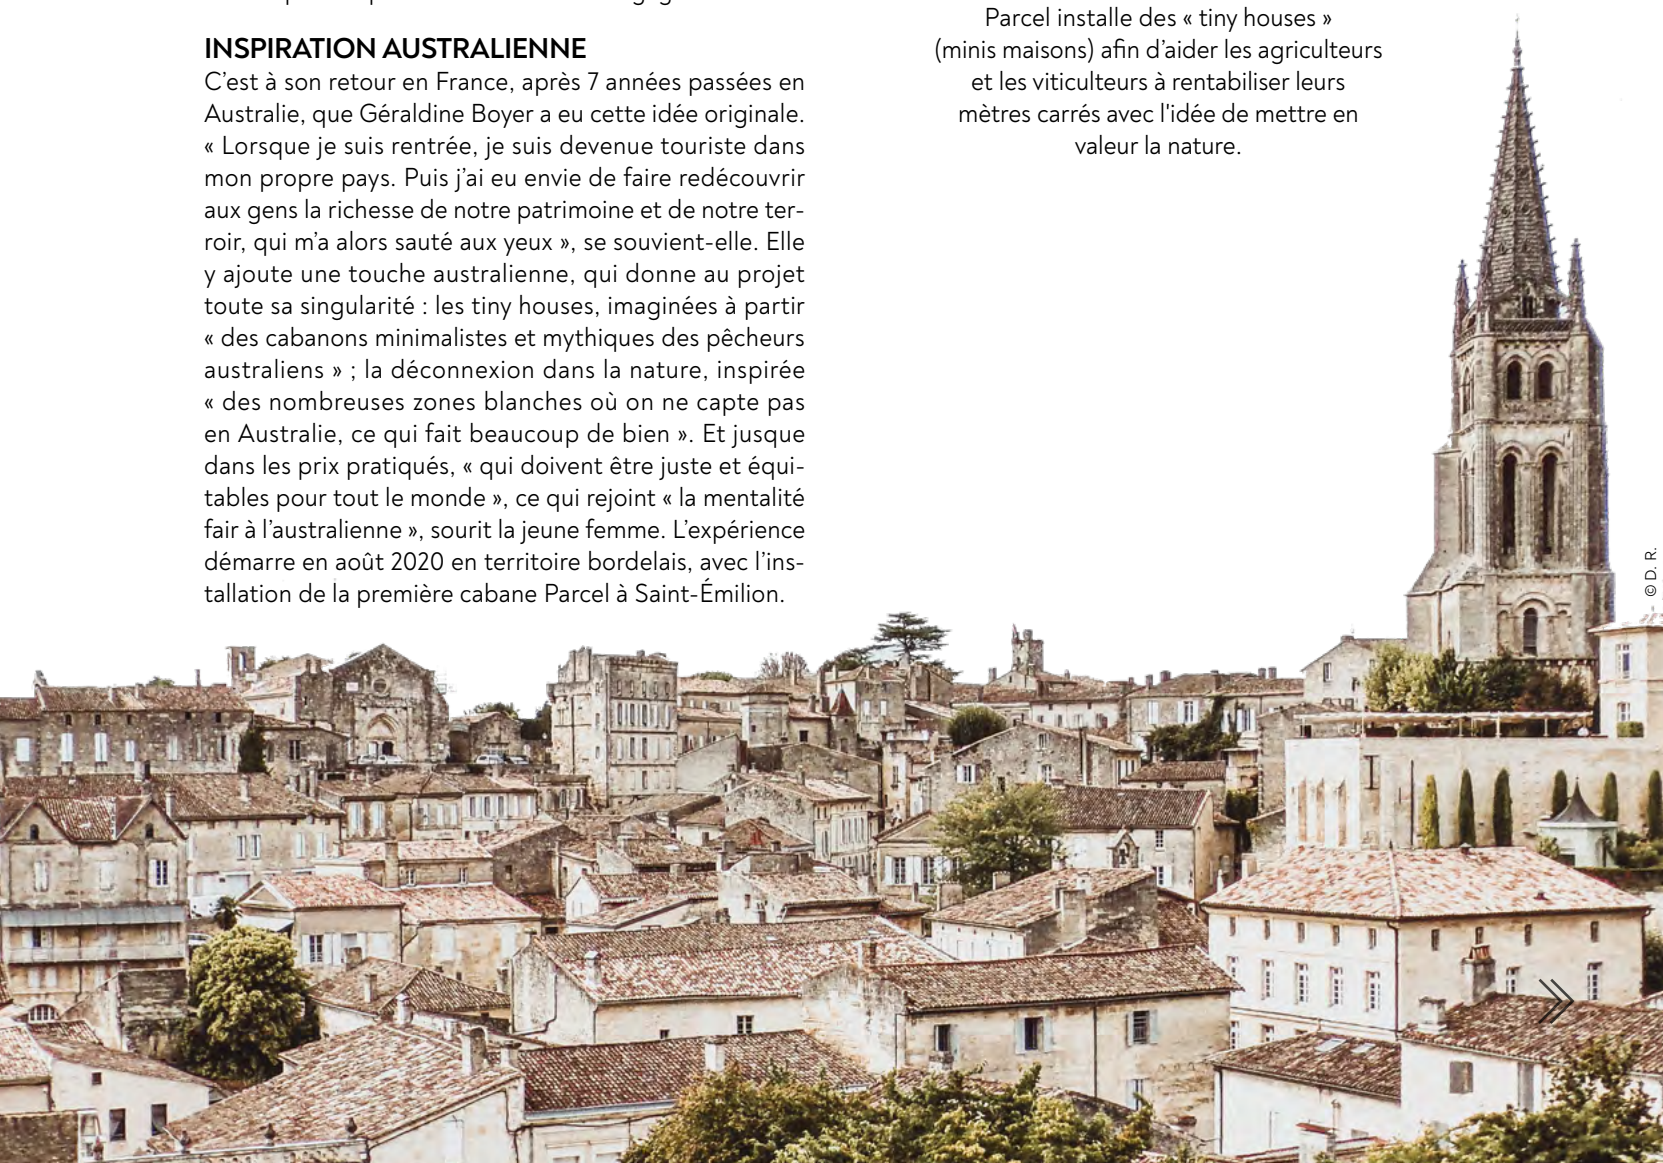 INSPIRATION AUSTRALIENNE
C’est à son retour en France, après 7 années passées en
Australie, que Géraldine Boyer a eu cette idée originale.
« Lorsque je suis rentrée, je suis devenue touriste dans
mon propre pays. Puis j’ai eu envie de faire redécouvrir
aux gens la richesse de notre patrimoine et de notre ter-
roir, qui m’a alors sauté aux yeux », se souvient-elle. Elle
y ajoute une touche australienne, qui donne au projet
toute sa singularité : les tiny houses, imaginées à partir
« des cabanons minimalistes et mythiques des pêcheurs
australiens » ; la déconnexion dans la nature, inspirée
« des nombreuses zones blanches où on ne capte pas
en Australie, ce qui fait beaucoup de bien ». Et jusque
dans les prix pratiqués, « qui doivent être juste et équi-
tables pour tout le monde », ce qui rejoint « la mentalité
fair à l’australienne », sourit la jeune femme. L’expérience
démarre en août 2020 en territoire bordelais, avec l’ins-
tallation de la première cabane Parcel à Saint-Émilion.
Parcel installe des « tiny houses »
(minis maisons) afin d’aider les agriculteurs
et les viticulteurs à rentabiliser leurs
mètres carrés avec l'idée de mettre en
valeur la nature.
© D. R.